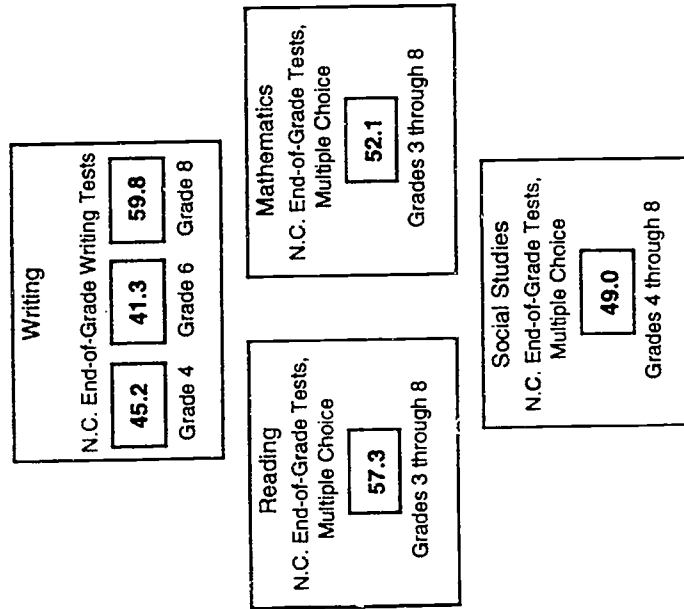 Writing
N.C. End-of-Grade Writing Tests
45.2 41.3 59.8
Grade 4 Grade 6 Grade 8
Reading
N.C. End-of-Grade Tests,
Multiple Choice
57.3
Grades 3 through 8
Mathematics
N.C. End-of-Grade Tests,
Multiple Choice
52.1
Grades 3 through 8
Social Studies
N.C. End-of-Grade Tests,
Multiple Choice
49.0
Grades 4 through 8